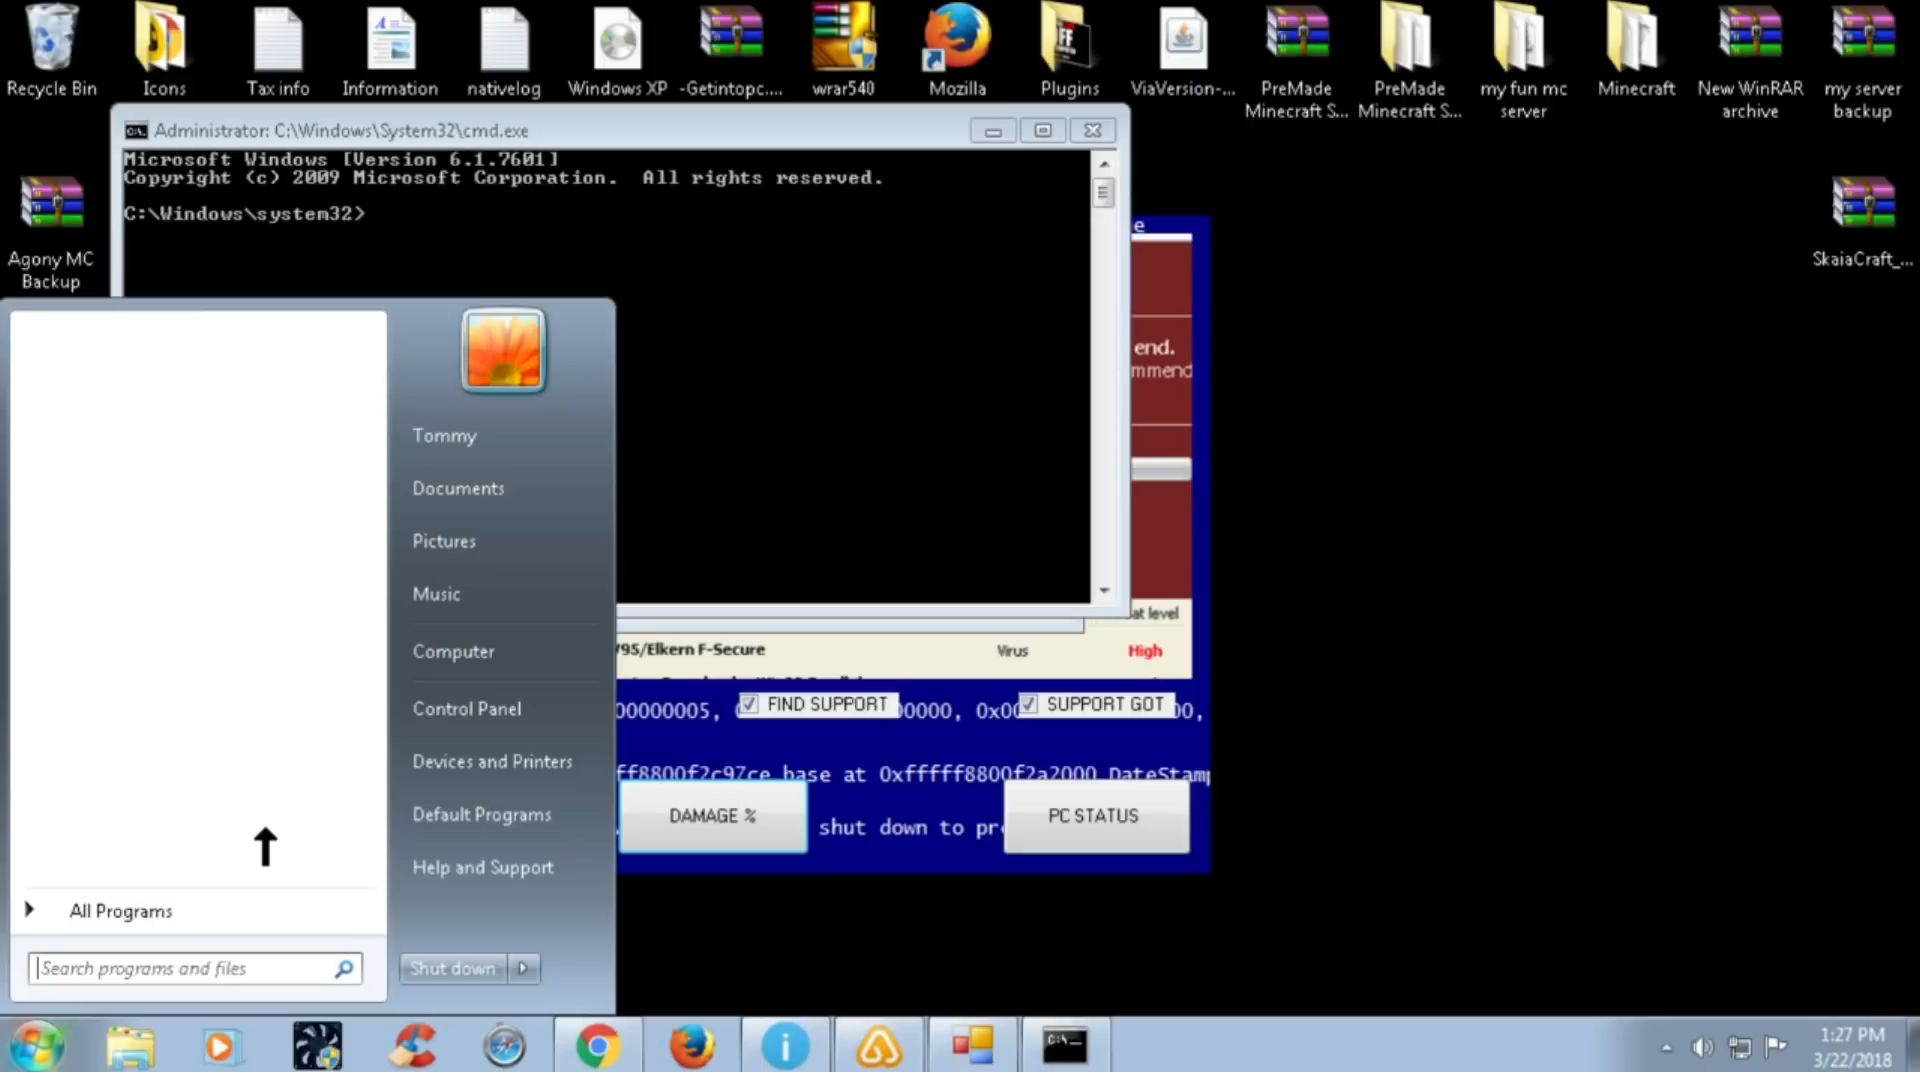 Recycle Bin
Icons
Tax info
Information
nativelog
Windows XP
-Getintopc....
wrar540
Mozilla
Plugins
ViaVersion-...
PreMade
Minecraft S...
PreMade
Minecraft S...
my fun mc
server
Minecraft
New WinRAR
archive
my server
backup
Agony MC
Backup
SkaiaCraft_...
Administrator: C:\Windows\System32\cmd.exe
Microsoft Windows [Version 6.1.7601]
Copyright (c) 2009 Microsoft Corporation.  All rights reserved.
C:\Windows\system32>
e
end.
mmend
at level
795/Elkern F-Secure
Virus
High
00000005,
FIND SUPPORT
00000, 0x00
SUPPORT GOT
00,
ff8800f2c97ce base at 0xfffff8800f2a2000 DateStamp
DAMAGE %
shut down to pre
PC STATUS
Tommy
Documents
Pictures
Music
Computer
Control Panel
Devices and Printers
Default Programs
Help and Support
All Programs
Search programs and files
Shut down
1:27 PM
3/22/2018